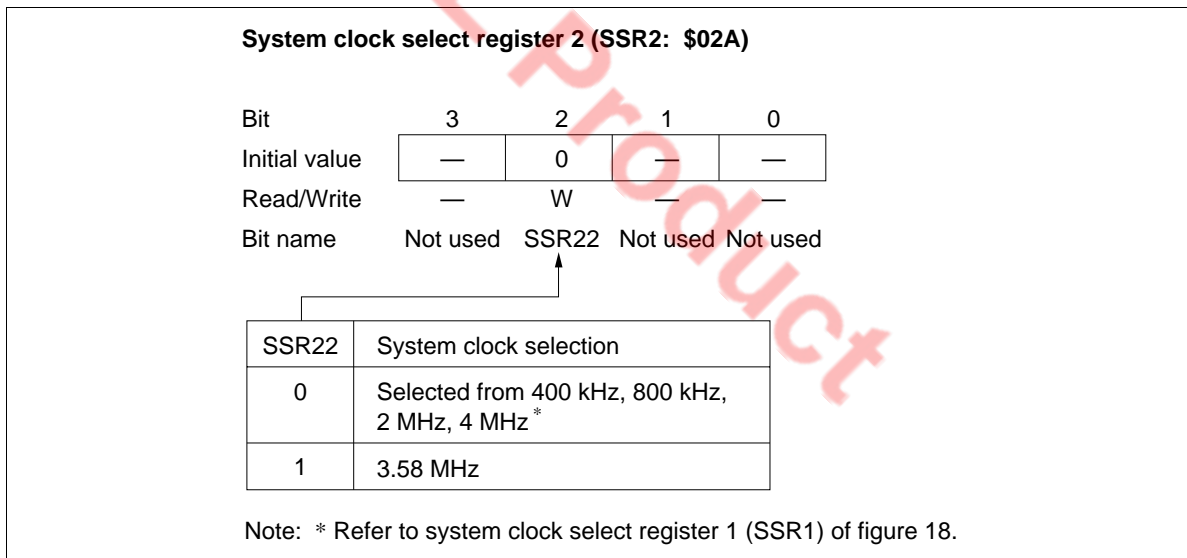 System clock select register 2 (SSR2: $02A)
Bit 3 2 1 0
Initial value — 0 — —
Read/Write — W — —
Bit name Not used SSR22 Not used Not used
SSR22 System clock selection
0 Selected from 400 kHz, 800 kHz,
2 MHz, 4 MHz*
1 3.58 MHz
Note: * Refer to system clock select register 1 (SSR1) of figure 18.
Product